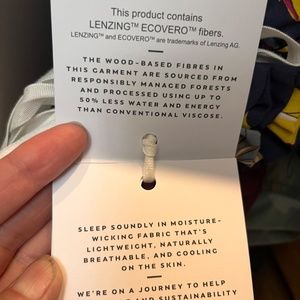 This product contains
LENZING™ ECOVERO™ fibers.
LENZING™ and ECOVERO™ are trademarks of Lenzing AG.
THE WOOD-BASED FIBRES IN
THIS GARMENT ARE SOURCED FROM
RESPONSIBLY MANAGED FORESTS
AND PROCESSED USING UP TO
50% LESS WATER AND ENERGY
THAN CONVENTIONAL VISCOSE.
SLEEP SOUNDLY IN MOISTURE-
WICKING FABRIC THAT'S
LIGHTWEIGHT, NATURALLY
BREATHABLE, AND COOLING
ON THE SKIN.
WE'RE ON A JOURNEY TO HELP
AND SUSTAINABILITY